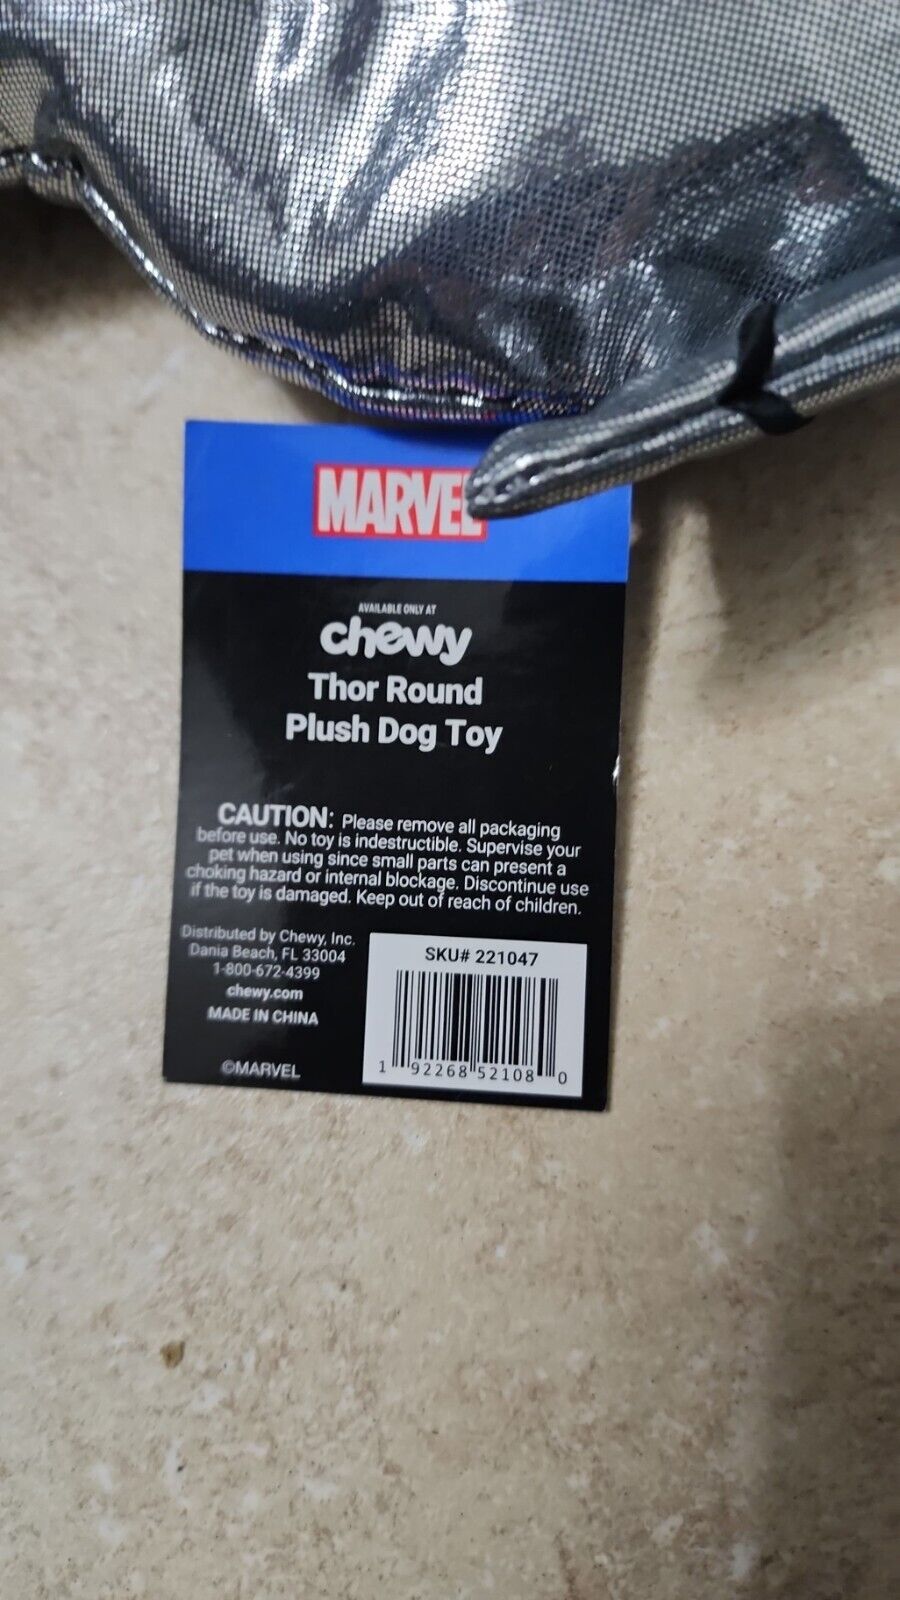 MARVEL
AVAILABLE ONLY AT
chewy
Thor Round
Plush Dog Toy
CAUTION: Please remove all packaging
before use. No toy is indestructible. Supervise your
pet when using since small parts can present a
choking hazard or internal blockage. Discontinue use
if the toy is damaged. Keep out of reach of children.
Distributed by Chewy, Inc.
Dania Beach, FL 33004
1-800-672-4399
chewy.com
MADE IN CHINA
©MARVEL
SKU# 221047
1 92268 52108 0